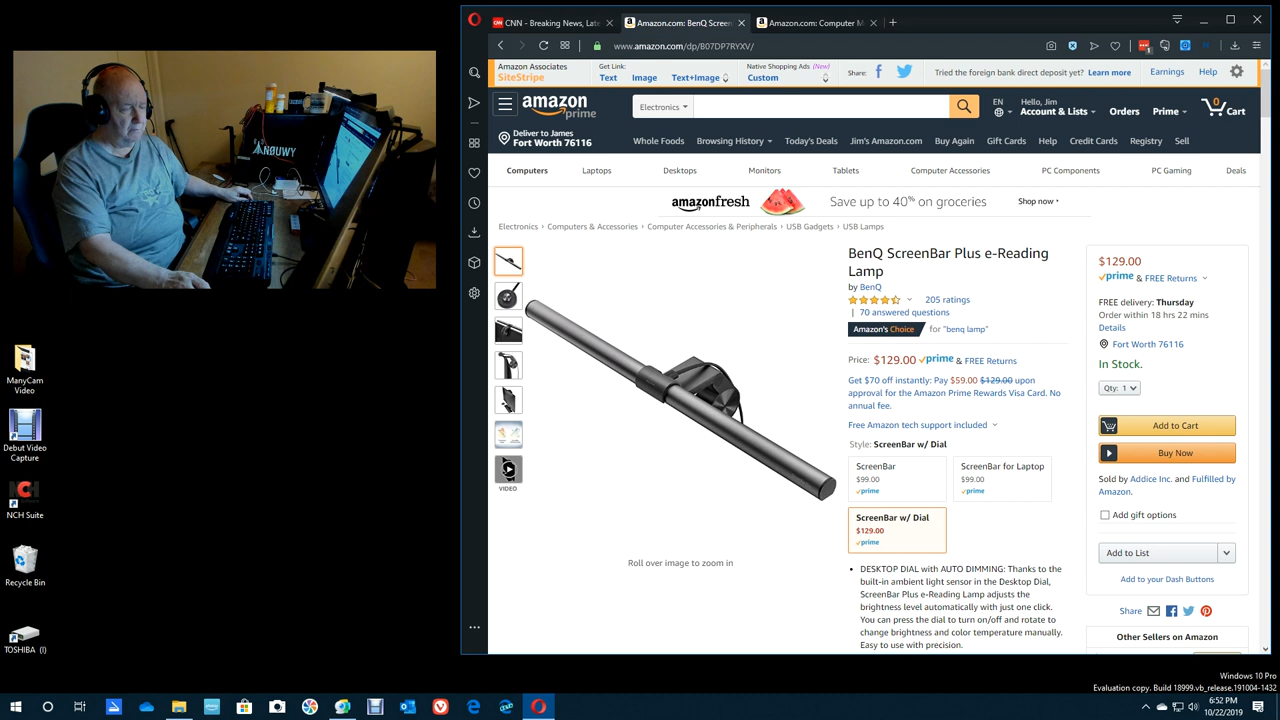 CNN - Breaking News, Late
Amazon.com: BenQ Screen
Amazon.com: Computer M
www.amazon.com/dp/B07DP7RYXV/
1
Amazon Associates
SiteStripe
Get Link:
Text Image Text+Image
Native Shopping Ads (New)
Custom
Share:
Tried the foreign bank direct deposit yet? Learn more
Earnings Help
amazon
prime
Electronics
EN
Hello, Jim
Account & Lists
Orders
Prime
0
Cart
Deliver to James
Fort Worth 76116
Whole Foods Browsing History Today's Deals Jim's Amazon.com Buy Again Gift Cards Help Credit Cards Registry Sell
Computers Laptops Desktops Monitors Tablets Computer Accessories PC Components PC Gaming Deals
amazonfresh Save up to 40% on groceries Shop now
Electronics › Computers & Accessories › Computer Accessories & Peripherals › USB Gadgets › USB Lamps
BenQ ScreenBar Plus e-Reading
Lamp
by BenQ
205 ratings
| 70 answered questions
Amazon's Choice for "benq lamp"
Price: $129.00 prime & FREE Returns
Get $70 off instantly: Pay $59.00 $129.00 upon
approval for the Amazon Prime Rewards Visa Card. No
annual fee.
Free Amazon tech support included
Style: ScreenBar w/ Dial
ScreenBar
$99.00
prime
ScreenBar for Laptop
$99.00
prime
ScreenBar w/ Dial
$129.00
prime
• DESKTOP DIAL with AUTO DIMMING: Thanks to the
built-in ambient light sensor in the Desktop Dial,
ScreenBar Plus e-Reading Lamp adjusts the
brightness level automatically with just one click.
You can press the dial to turn on/off and rotate to
change brightness and color temperature manually.
Easy to use with precision.
VIDEO
Roll over image to zoom in
$129.00
prime & FREE Returns
FREE delivery: Thursday
Order within 18 hrs 22 mins
Details
Fort Worth 76116
In Stock.
Qty: 1
Add to Cart
Buy Now
Sold by Addice Inc. and Fulfilled by
Amazon.
Add gift options
Add to List
Add to your Dash Buttons
Share
Other Sellers on Amazon
ManyCam
Video
Debut Video
Capture
NCH Suite
Recycle Bin
TOSHIBA (I)
Windows 10 Pro
Evaluation copy. Build 18999.vb_release.191004-1432
6:52 PM
10/22/2019